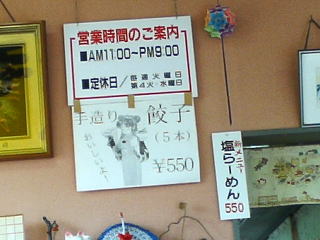 営業時間のご案内
■AM11:00~PM9:00
■定休日/毎週火曜日
第4火・水曜日
手造り 餃子
おいしいよ〜
(5本)
¥550
新メニュー
塩らーめん
550